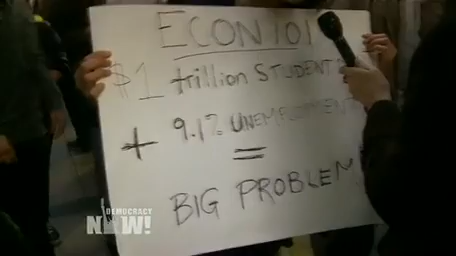 ECON 101
$1 trillion STUDENT
+ 9.1% UNEMPLOYMENT
=
BIG PROBLEM
DEMOCRACY
NOW!